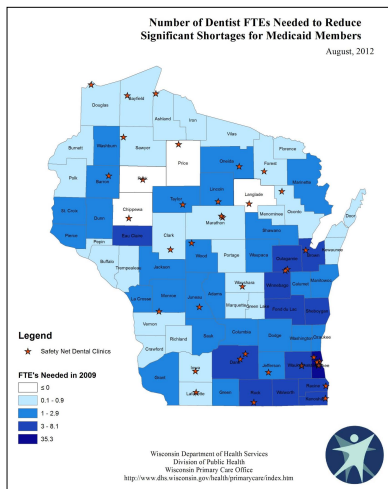 Number of Dentist FTEs Needed to Reduce
Significant Shortages for Medicaid Members
August, 2012
Douglas
Bayfield
Ashland
Iron
Vilas
Burnett
Washburn
Sawyer
Price
Oneida
Forest
Florence
Polk
Barron
Rusk
Lincoln
Langlade
Marinette
Taylor
St. Croix
Dunn
Chippewa
Marathon
Menominee
Oconto
Door
Pierce
Pepin
Eau Claire
Clark
Shawano
Buffalo
Trempealeau
Jackson
Wood
Portage
Waupaca
Outagamie
Brown
Kewaunee
La Crosse
Monroe
Juneau
Adams
Waushara
Winnebago
Calumet
Manitowoc
Marquette
Green Lake
Fond du Lac
Sheboygan
Vernon
Crawford
Richland
Sauk
Columbia
Dodge
Washington
Ozaukee
Grant
Iowa
Dane
Jefferson
Lafayette
Green
Rock
Walworth
Racine
Kenosha
Legend
Safety Net Dental Clinics
FTE's Needed in 2009
≤ 0
0.1 - 0.9
1 - 2.9
3 - 8.1
35.3
Wisconsin Department of Health Services
Division of Public Health
Wisconsin Primary Care Office
http://www.dhs.wisconsin.gov/health/primarycare/index.htm